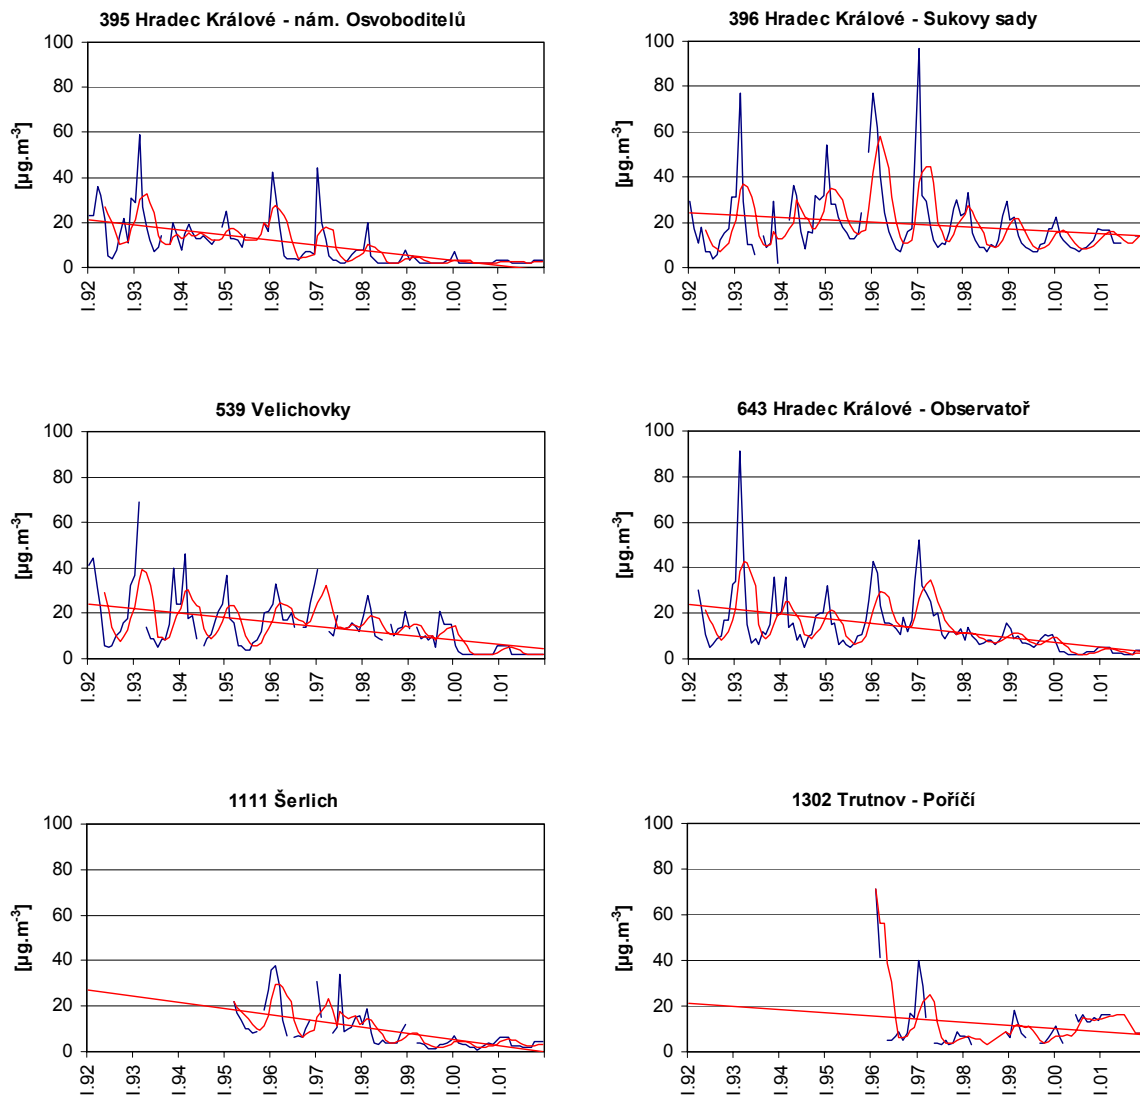 395 Hradec Králové - nám. Osvoboditelů
[µg.m-3]
100
80
60
40
20
0
I.92
I.93
I.94
I.95
I.96
I.97
I.98
I.99
I.00
I.01
396 Hradec Králové - Sukovy sady
[µg.m-3]
100
80
60
40
20
0
I.92
I.93
I.94
I.95
I.96
I.97
I.98
I.99
I.00
I.01
539 Velichovky
[µg.m-3]
100
80
60
40
20
0
I.92
I.93
I.94
I.95
I.96
I.97
I.98
I.99
I.00
I.01
643 Hradec Králové - Observatoř
[µg.m-3]
100
80
60
40
20
0
I.92
I.93
I.94
I.95
I.96
I.97
I.98
I.99
I.00
I.01
1111 Šerlich
[µg.m-3]
100
80
60
40
20
0
I.92
I.93
I.94
I.95
I.96
I.97
I.98
I.99
I.00
I.01
1302 Trutnov - Poříčí
[µg.m-3]
100
80
60
40
20
0
I.92
I.93
I.94
I.95
I.96
I.97
I.98
I.99
I.00
I.01